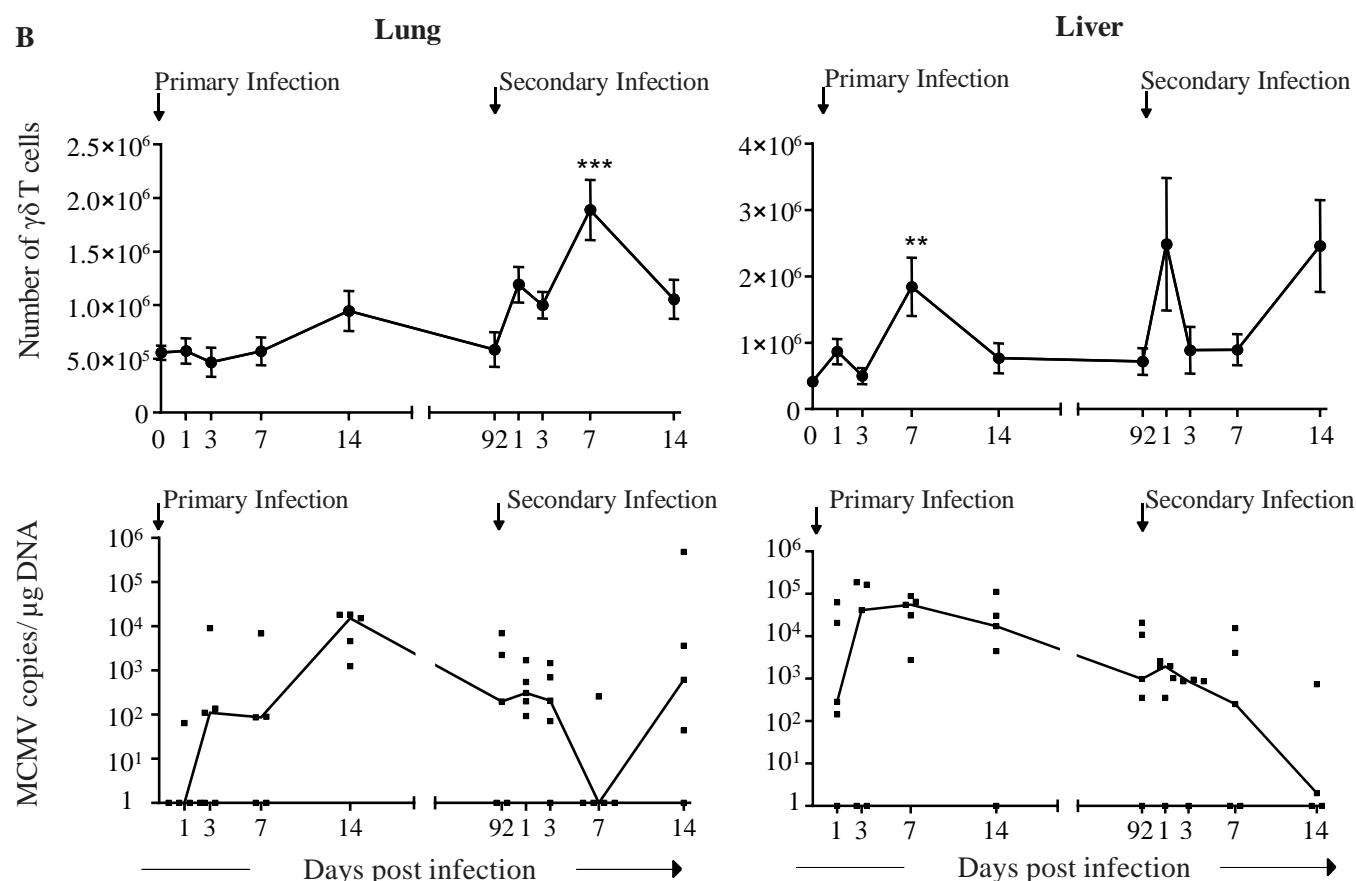 B
Lung
Liver
Primary Infection
Secondary Infection
Primary Infection
Secondary Infection
Number of γδ T cells
2.5×10⁶
2.0×10⁶
1.5×10⁶
1.0×10⁶
5.0×10⁵
0
***
0 1 3 7 14 92 1 3 7 14
4×10⁶
3×10⁶
2×10⁶
1×10⁶
0
**
0 1 3 7 14 92 1 3 7 14
Primary Infection
Secondary Infection
Primary Infection
Secondary Infection
MCMV copies/ µg DNA
10⁶
10⁵
10⁴
10³
10²
10¹
1
1 3 7 14 92 1 3 7 14
10⁶
10⁵
10⁴
10³
10²
10¹
1
1 3 7 14 92 1 3 7 14
Days post infection
Days post infection